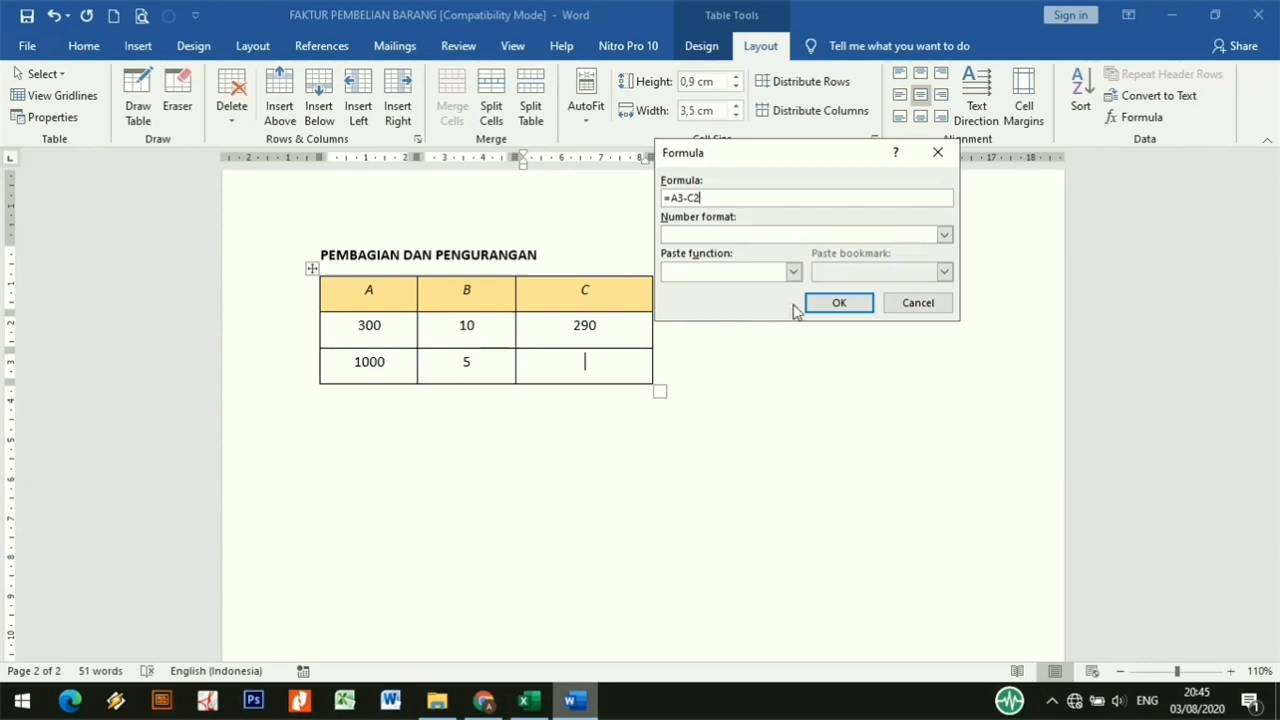 FAKTUR PEMBELIAN BARANG [Compatibility Mode] - Word
Table Tools
Sign in
File Home Insert Design Layout References Mailings Review View Help Nitro Pro 10 Design Layout Tell me what you want to do Share
Select
View Gridlines
Properties
Table
Draw Table
Eraser
Draw
Delete
Insert Above
Insert Below
Insert Left
Insert Right
Rows & Columns
Merge Cells
Split Cells
Split Table
Merge
AutoFit
Height: 0,9 cm
Width: 3,5 cm
Distribute Rows
Distribute Columns
Text Direction
Cell Margins
Alignment
Sort
Repeat Header Rows
Convert to Text
fx Formula
Data
Formula ? 
Formula:
=A3-C2
Number format:
Paste function: Paste bookmark:
OK Cancel
PEMBAGIAN DAN PENGURANGAN
A B C
300 10 290
1000 5
Page 2 of 2 51 words English (Indonesia) 110%
ENG
20:45
03/08/2020